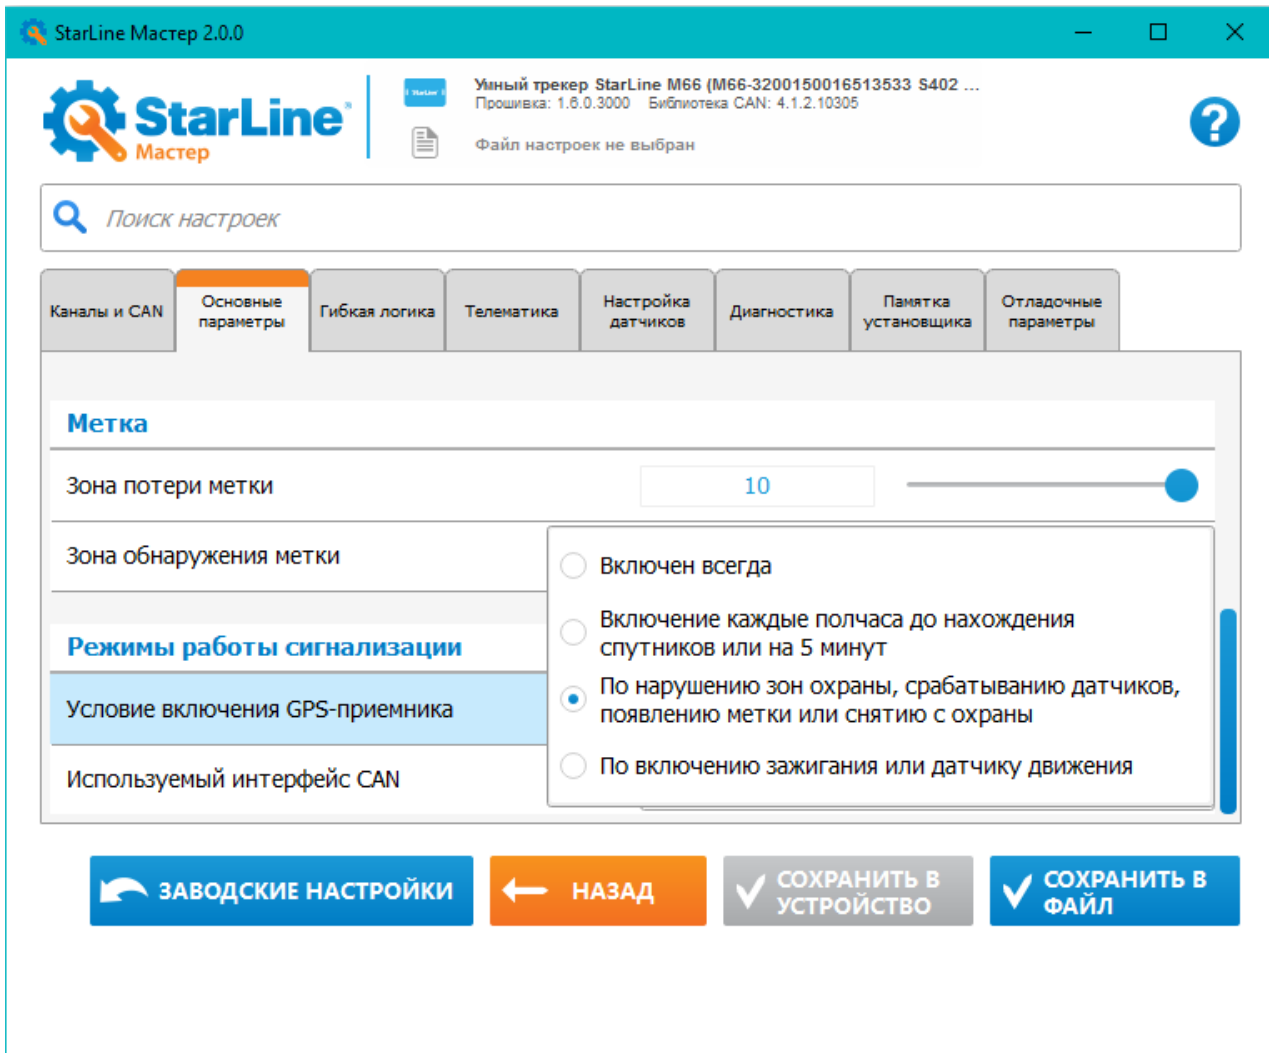 StarLine Мастер 2.0.0
StarLine
Мастер
Умный трекер StarLine M66 (M66-3200150016513533 S402 ...
Прошивка: 1.6.0.3000 Библиотека CAN: 4.1.2.10305
Файл настроек не выбран
?
Поиск настроек
Каналы и CAN
Основные
параметры
Гибкая логика
Телематика
Настройка
датчиков
Диагностика
Памятка
установщика
Отладочные
параметры
Метка
Зона потери метки
10
Зона обнаружения метки
Включен всегда
Включение каждые полчаса до нахождения
спутников или на 5 минут
По нарушению зон охраны, срабатыванию датчиков,
появлению метки или снятию с охраны
По включению зажигания или датчику движения
Режимы работы сигнализации
Условие включения GPS-приемника
Используемый интерфейс CAN
ЗАВОДСКИЕ НАСТРОЙКИ
НАЗАД
СОХРАНИТЬ В
УСТРОЙСТВО
СОХРАНИТЬ В
ФАЙЛ